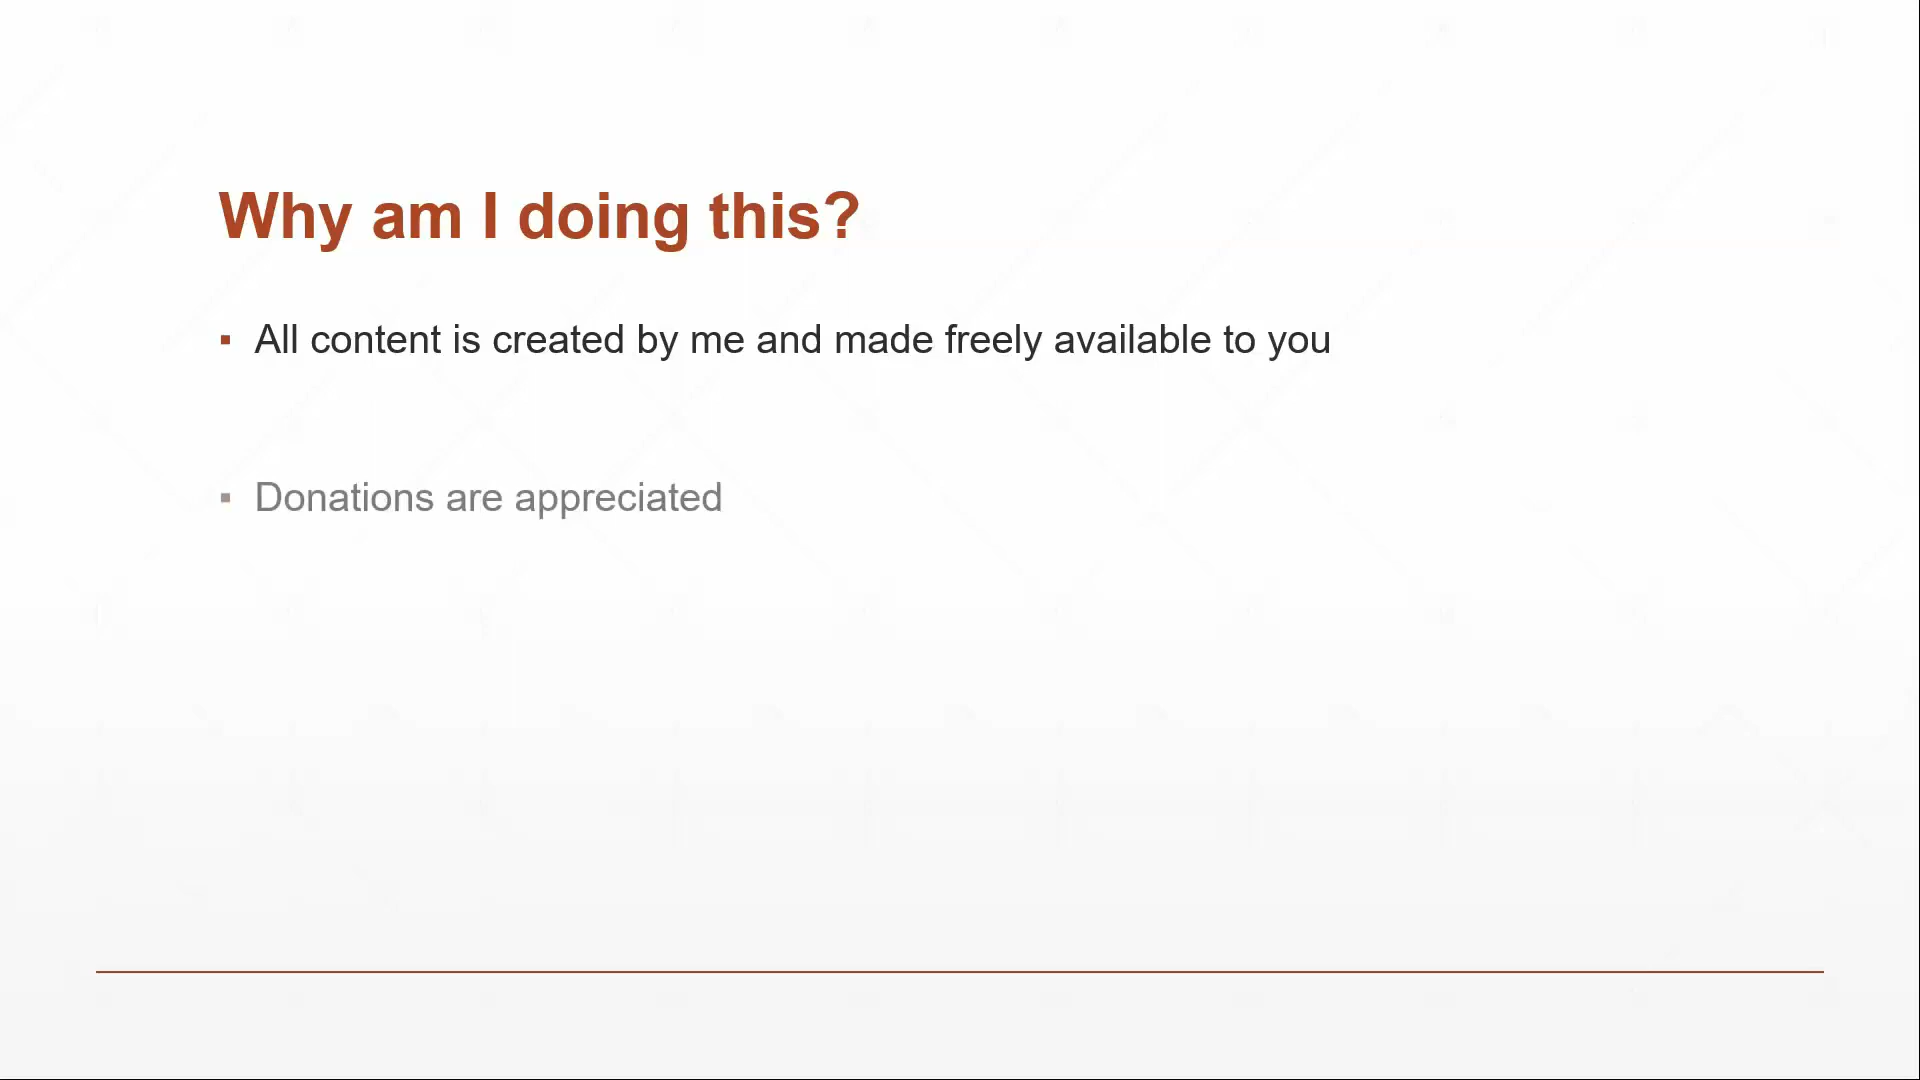 Why am I doing this?
▪ All content is created by me and made freely available to you
▪ Donations are appreciated